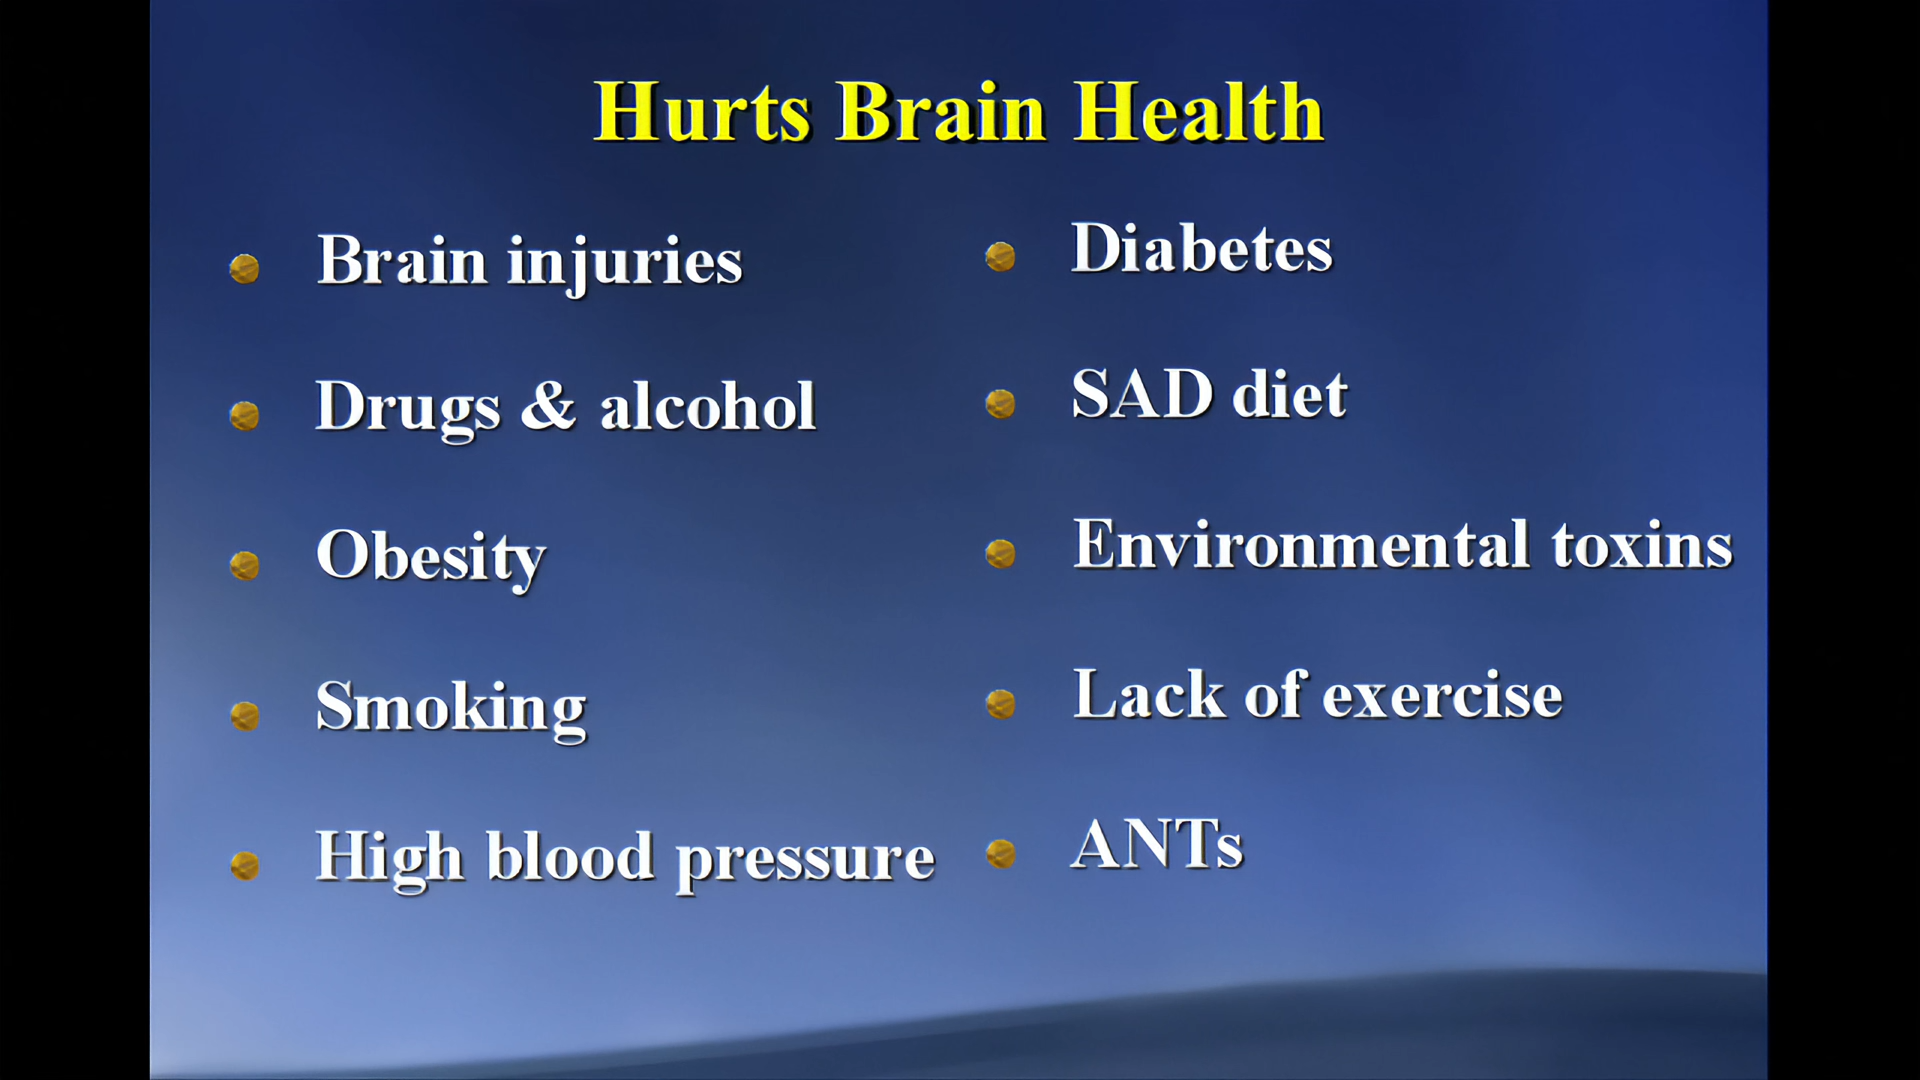 Hurts Brain Health
Brain injuries
Drugs & alcohol
Obesity
Smoking
High blood pressure
Diabetes
SAD diet
Environmental toxins
Lack of exercise
ANTs